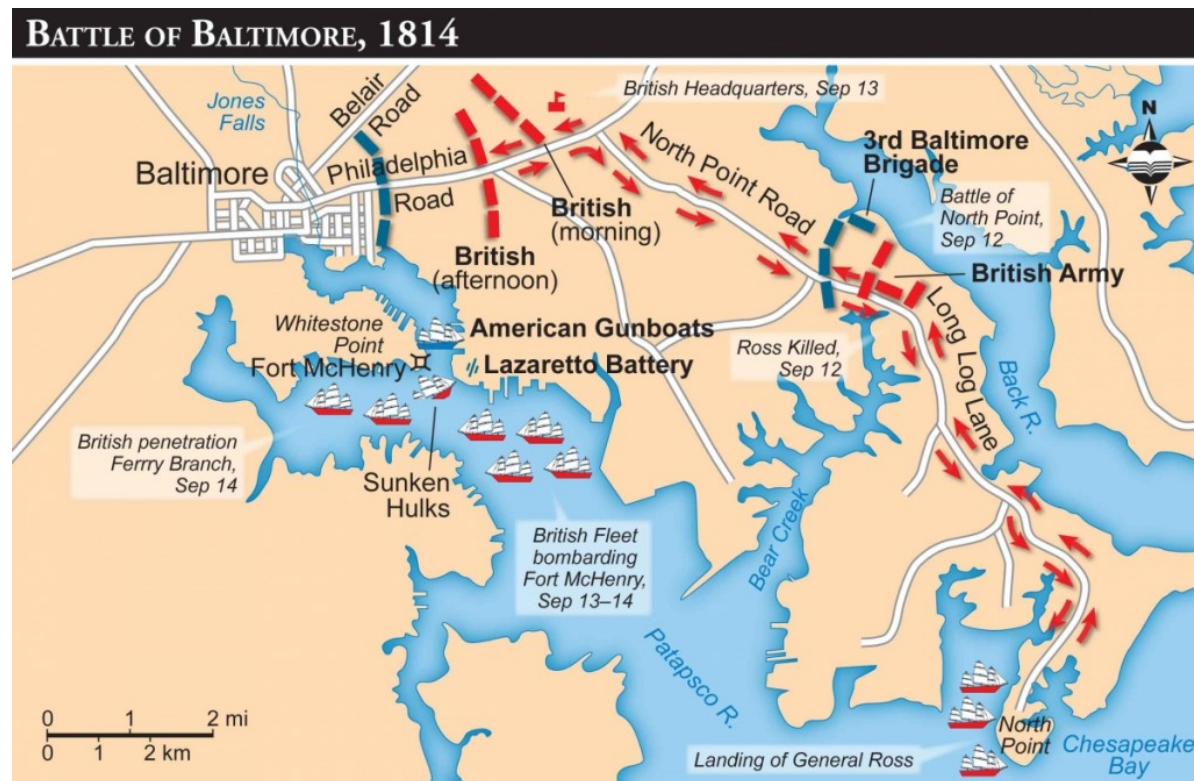 BATTLE OF BALTIMORE, 1814
British Headquarters, Sep 13
N
Jones
Falls
Belair
Road
Baltimore
Philadelphia
Road
North Point Road
3rd Baltimore
Brigade
Battle of
North Point,
Sep 12
British
(morning)
British
(afternoon)
British Army
Whitestone
Point
American Gunboats
Fort McHenry
Lazaretto Battery
Ross Killed,
Sep 12
Long Log Lane
Back R.
British penetration
Ferrry Branch,
Sep 14
Sunken
Hulks
British Fleet
bombarding
Fort McHenry,
Sep 13–14
Bear Creek
Patapsco R.
0 1 2 mi
0 1 2 km
Landing of General Ross
North
Point
Chesapeake
Bay